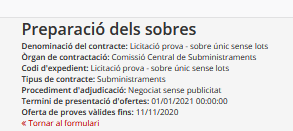 Preparació dels sobres
Denominació del contracte: Licitació prova - sobre únic sense lots
Òrgan de contractació: Comissió Central de Subministraments
Codi d'expedient: Licitació prova - sobre únic sense lots
Tipus de contracte: Subministraments
Procediment d'adjudicació: Negociat sense publicitat
Termini de presentació d'ofertes: 01/01/2021 00:00:00
Oferta de proves vàlides fins: 11/11/2020
« Tornar al formulari